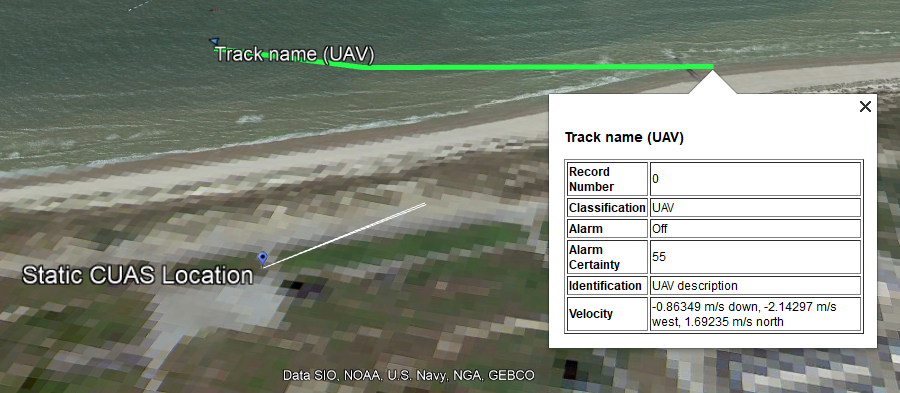 Track name (UAV)
Track name (UAV)
Record
Number
0
Classification
UAV
Alarm
Off
Alarm
Certainty
55
Identification
UAV description
Velocity
-0.86349 m/s down, -2.14297 m/s
west, 1.69235 m/s north
Static CUAS Location
Data SIO, NOAA, U.S. Navy, NGA, GEBCO